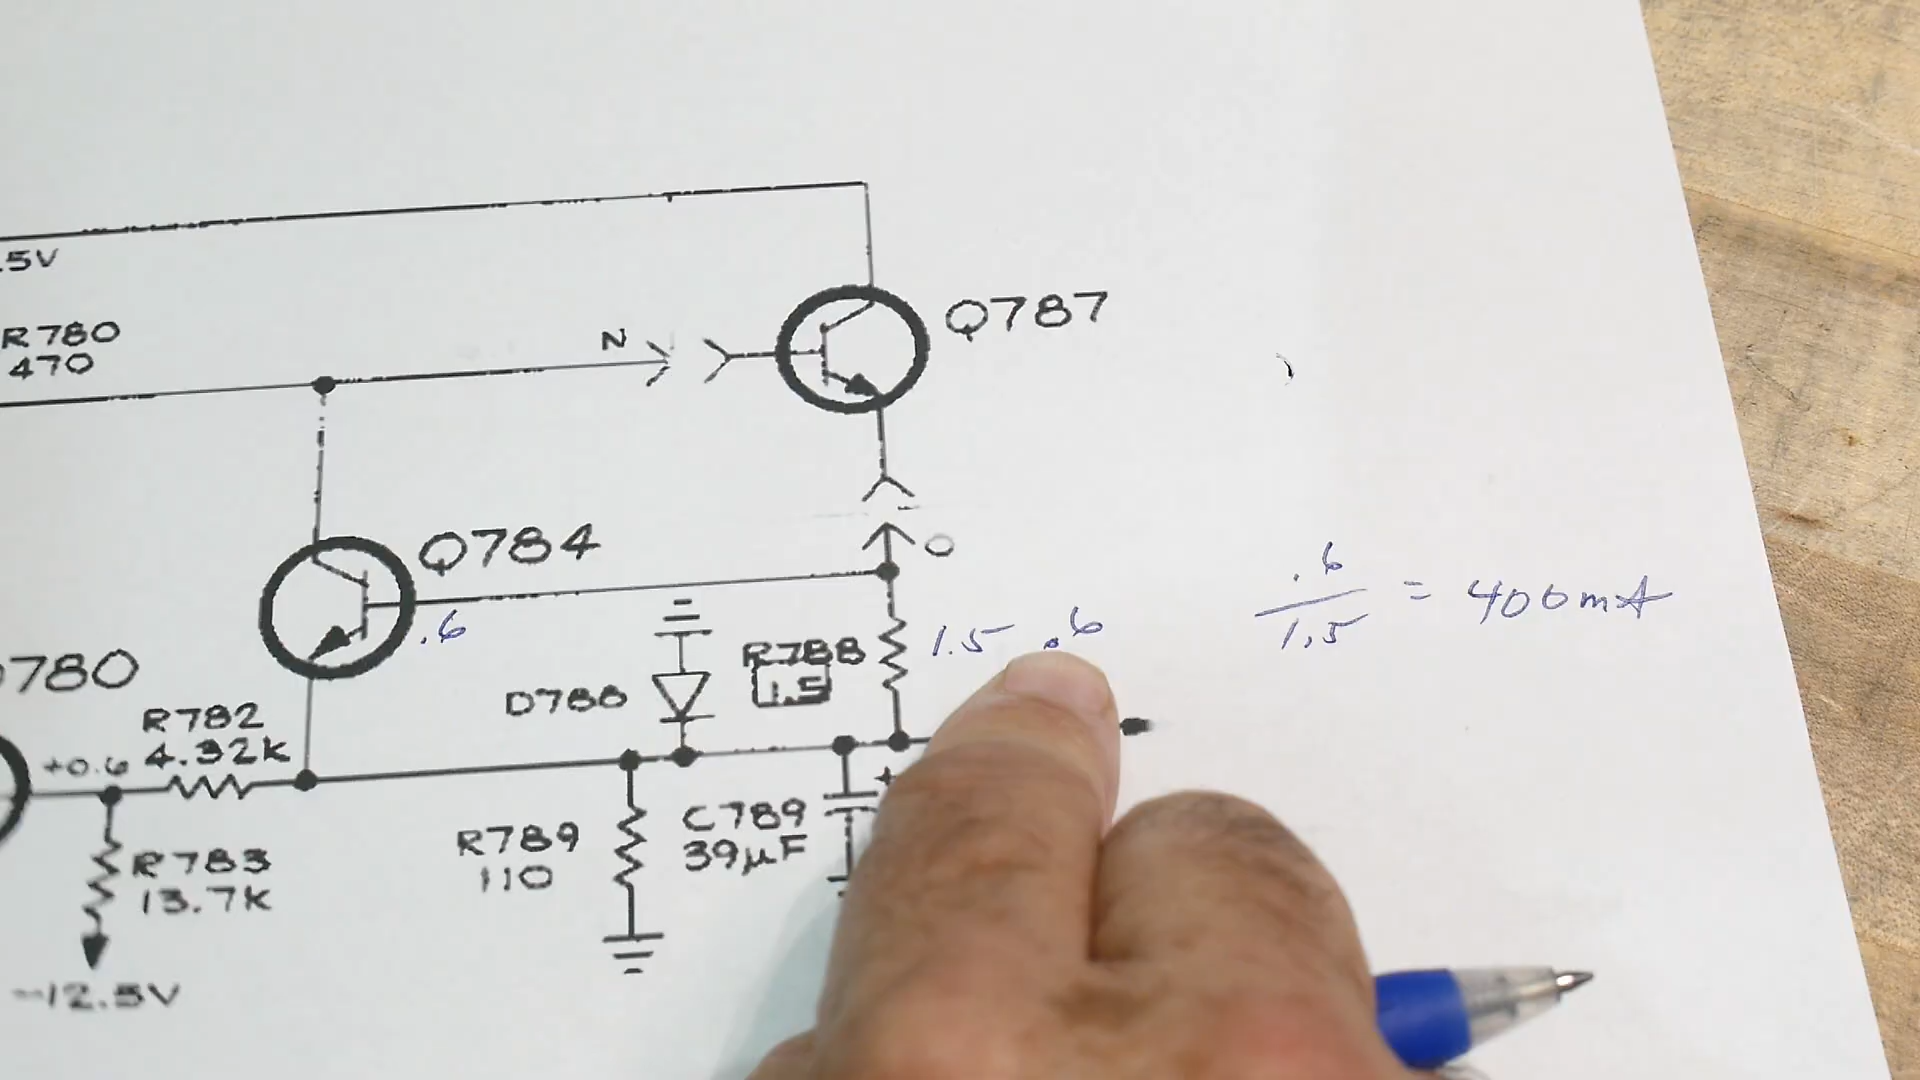 .5V
R780
470
N
Q787
Q784
.6
O
.6
1.5
= 400mA
1.5
.6
R788
1.5
D788
780
R782
4.32K
+0.6
R789
110
C789
39µF
+
R783
13.7K
-12.5V